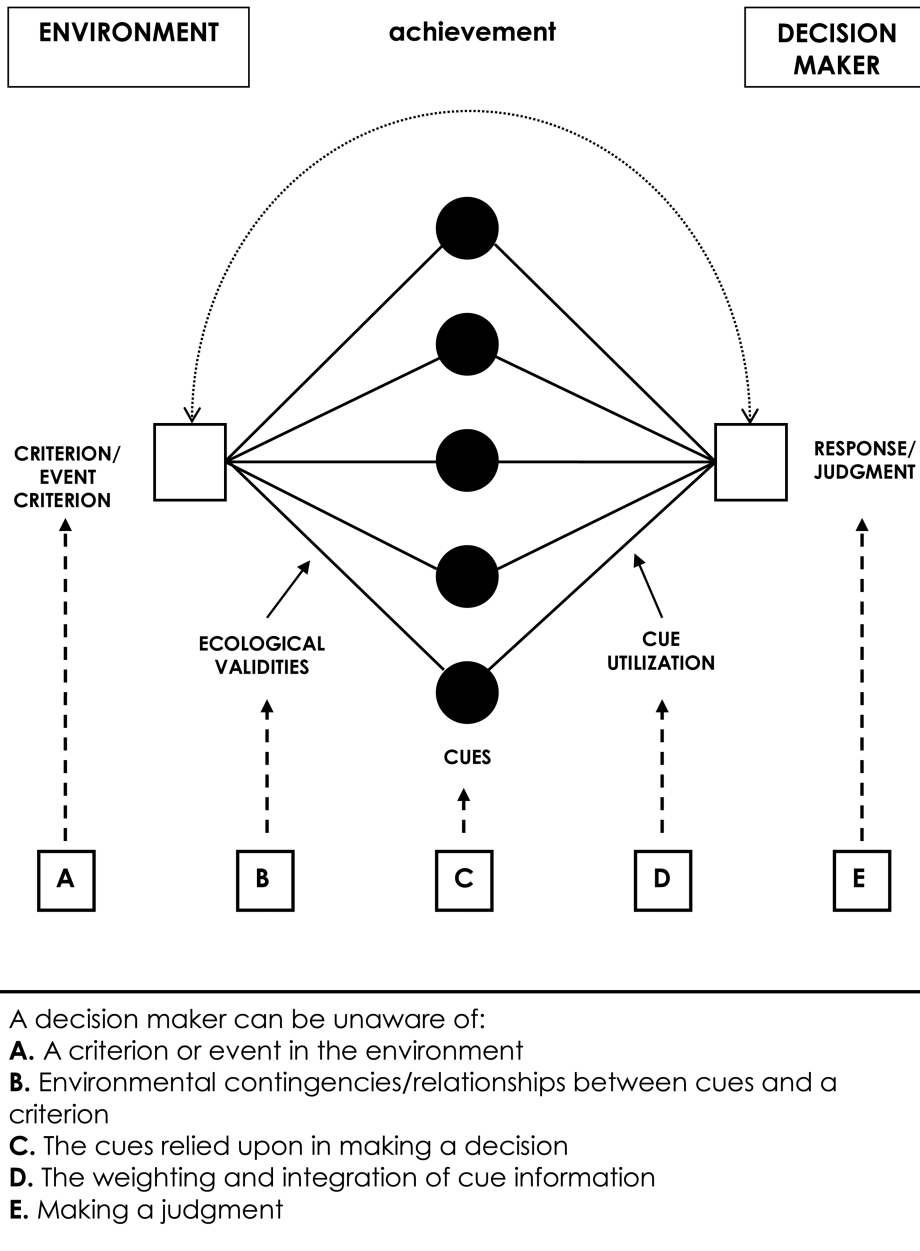 ENVIRONMENT
achievement
DECISION
MAKER
CRITERION/
EVENT
CRITERION
RESPONSE/
JUDGMENT
ECOLOGICAL
VALIDITIES
CUE
UTILIZATION
CUES
A
B
C
D
E
A decision maker can be unaware of:
A. A criterion or event in the environment
B. Environmental contingencies/relationships between cues and a
criterion
C. The cues relied upon in making a decision
D. The weighting and integration of cue information
E. Making a judgment